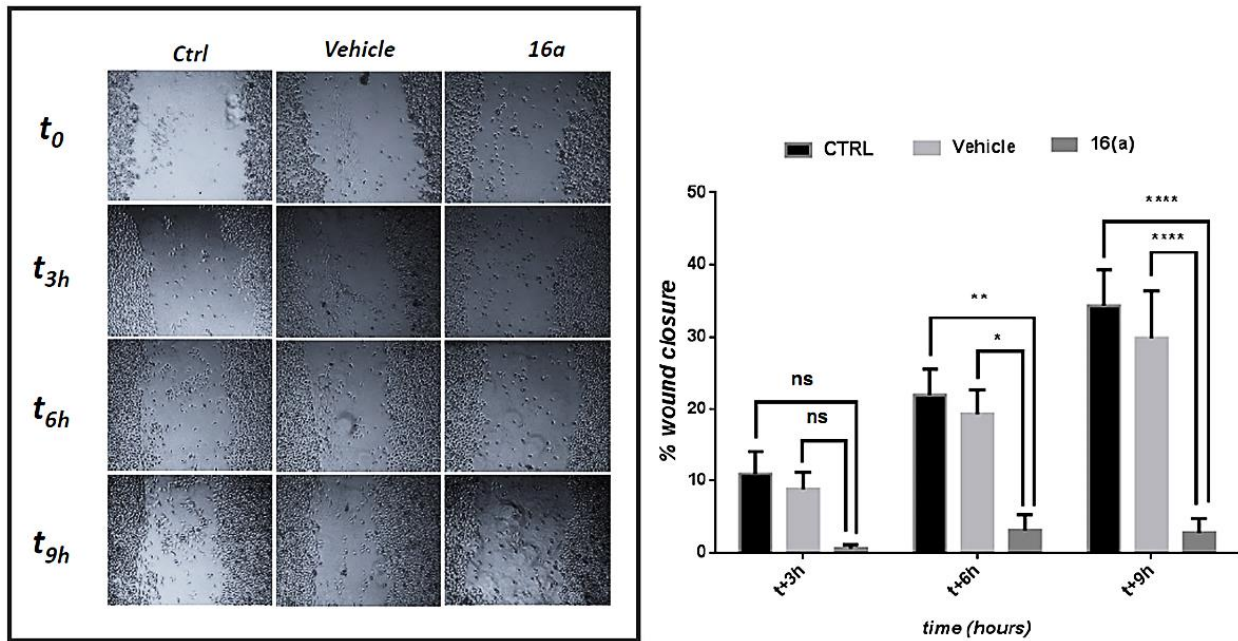 Ctrl Vehicle 16a
t0
t3h
t6h
t9h
CTRL Vehicle 16(a)
% wound closure
50
40
30
20
10
0
ns
ns
**
*
****
****
t+3h t+6h t+9h
time (hours)